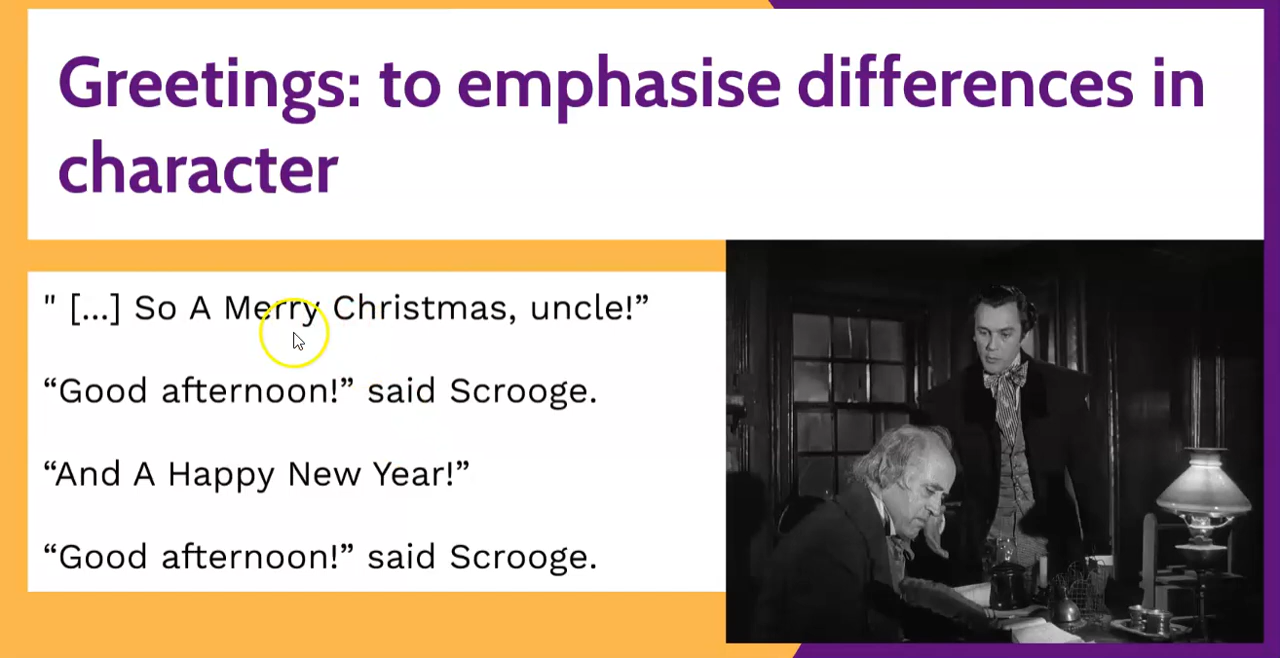 Greetings: to emphasise differences in
character
" [...] So A Merry Christmas, uncle!”
“Good afternoon!” said Scrooge.
“And A Happy New Year!”
“Good afternoon!” said Scrooge.